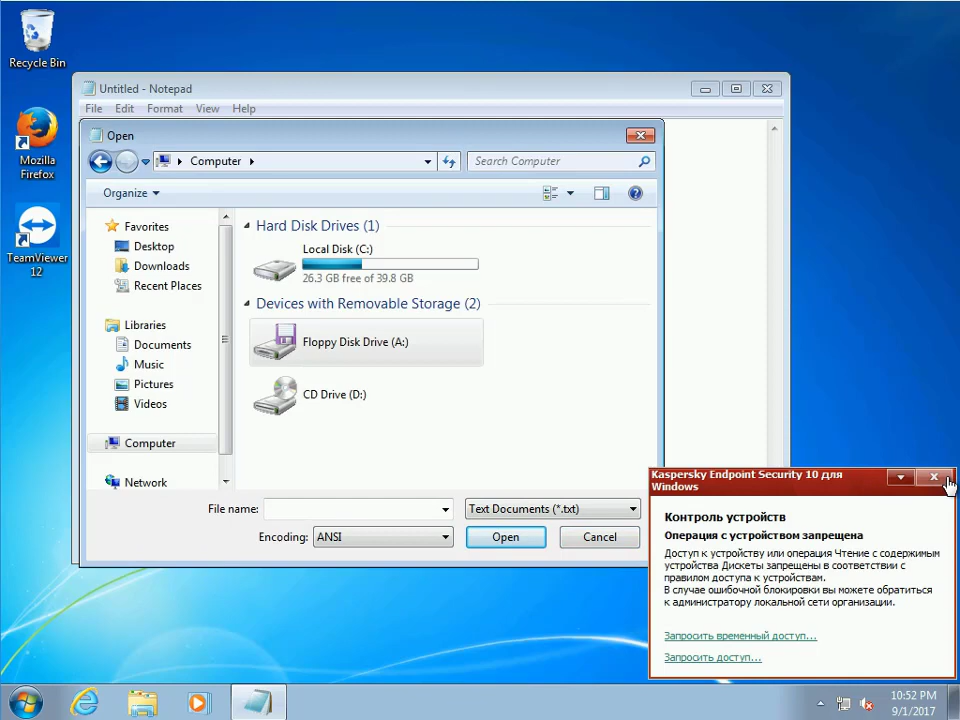 Recycle Bin
Mozilla
Firefox
TeamViewer
12
Untitled - Notepad
File Edit Format View Help
Open
Computer
Search Computer
Organize
Favorites
Desktop
Downloads
Recent Places
Libraries
Documents
Music
Pictures
Videos
Computer
Network
Hard Disk Drives (1)
Local Disk (C:)
26.3 GB free of 39.8 GB
Devices with Removable Storage (2)
Floppy Disk Drive (A:)
CD Drive (D:)
File name:
Text Documents (*.txt)
Encoding: ANSI
Open Cancel
Kaspersky Endpoint Security 10 для
Windows
Контроль устройств
Операция с устройством запрещена
Доступ к устройству или операция Чтение с содержимым
устройства Дискеты запрещены в соответствии с
правилом доступа к устройствам.
В случае ошибочной блокировки вы можете обратиться
к администратору локальной сети организации.
Запросить временный доступ...
Запросить доступ...
10:52 PM
9/1/2017